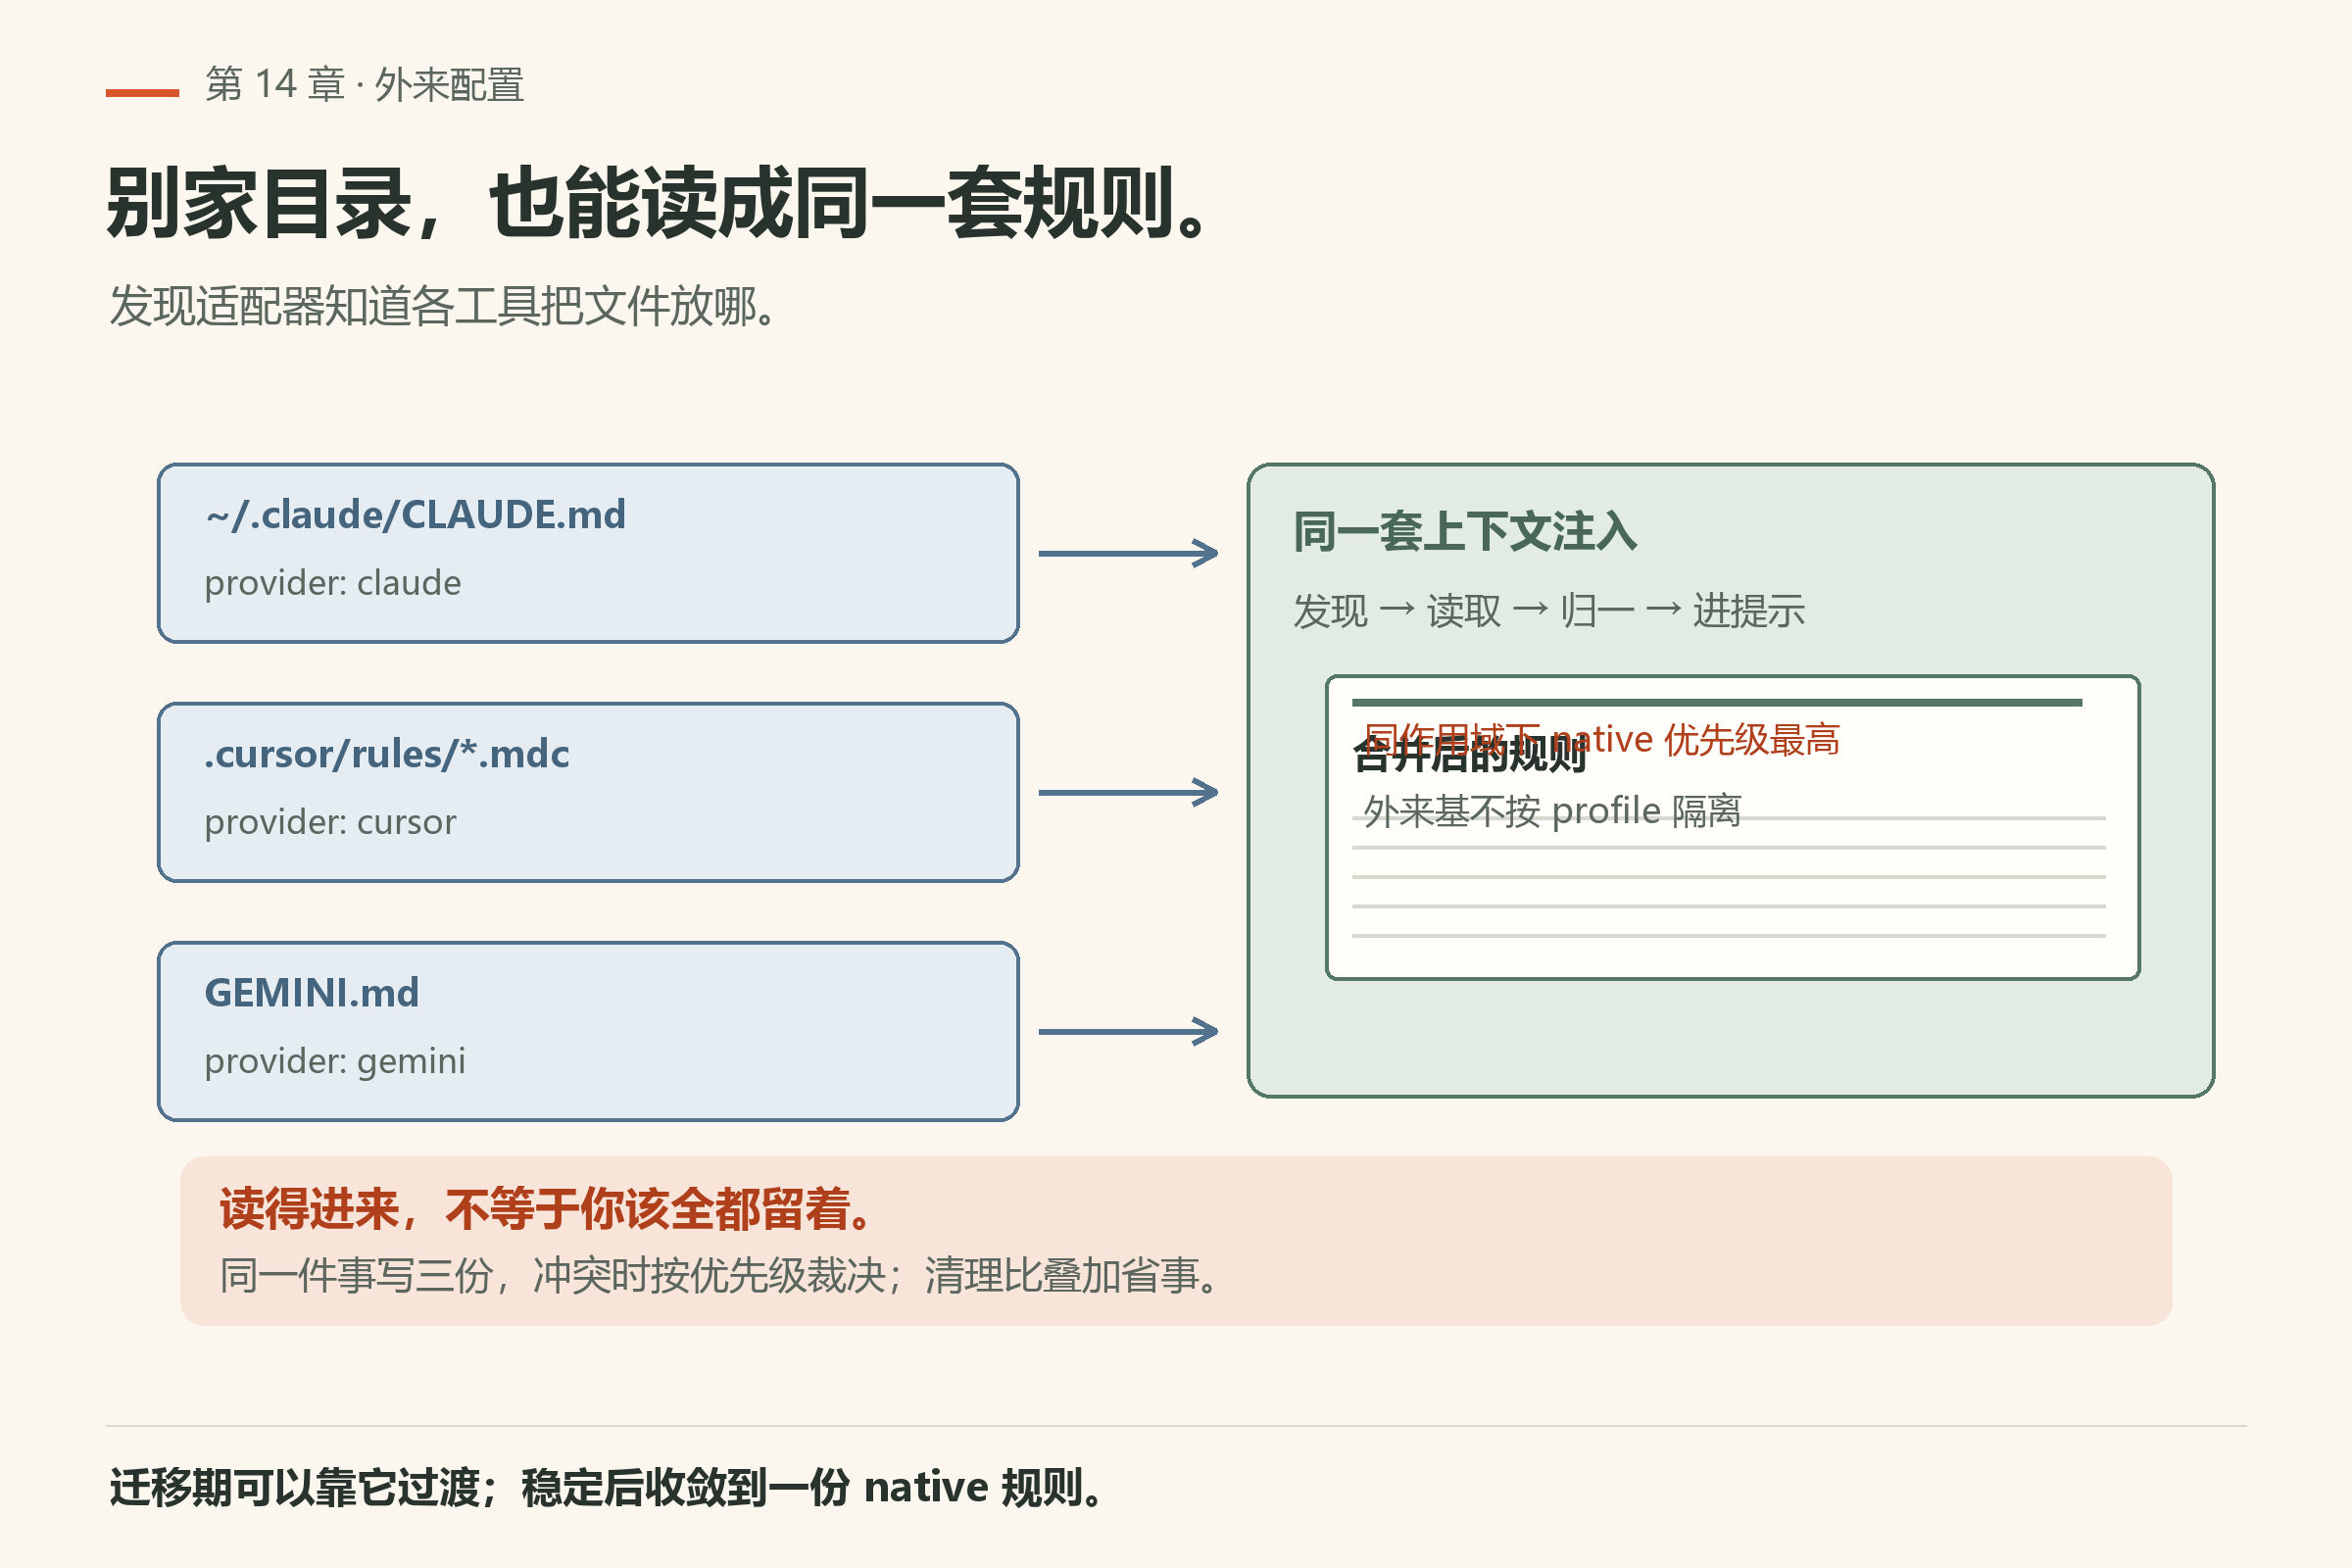 第 14 章 · 外来配置
别家目录，也能读成同一套规则。
发现适配器知道各工具把文件放哪。
~/.claude/CLAUDE.md
provider: claude
.cursor/rules/*.mdc
provider: cursor
GEMINI.md
provider: gemini
同一套上下文注入
发现 → 读取 → 归一 → 进提示
同作用域下 native 优先级最高
合并后的规则
外来基不按 profile 隔离
读得进来，不等于你该全都留着。
同一件事写三份，冲突时按优先级裁决；清理比叠加省事。
迁移期可以靠它过渡；稳定后收敛到一份 native 规则。